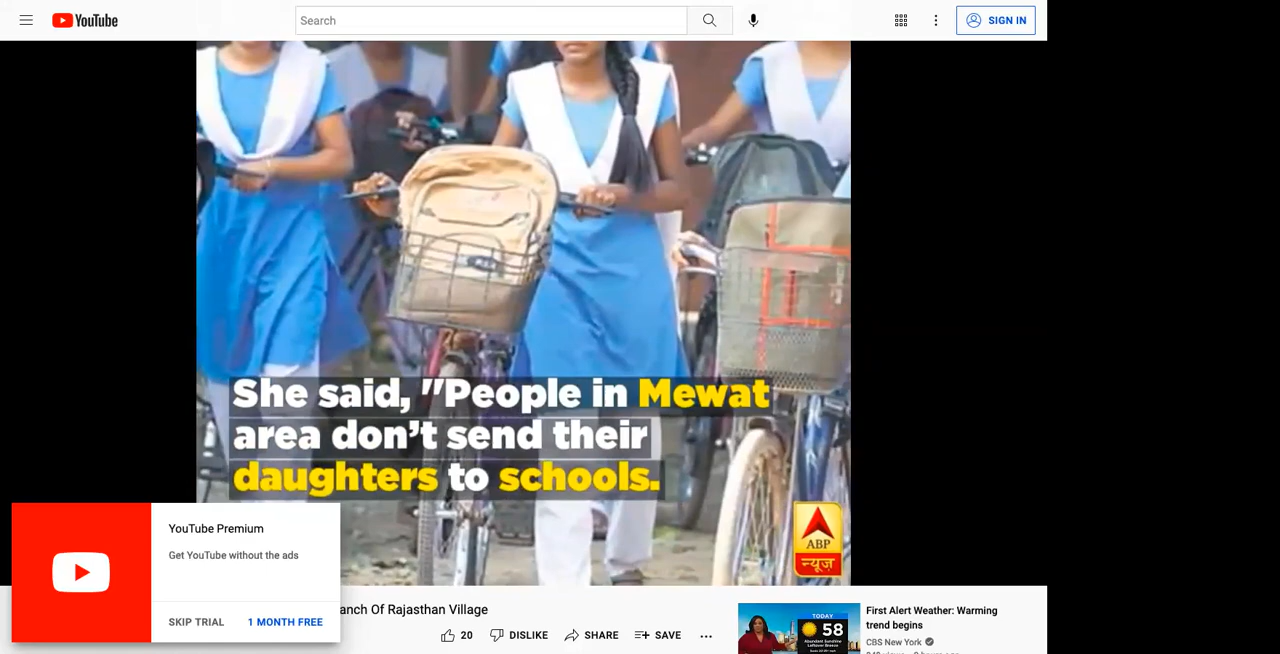 YouTube
Search
SIGN IN
She said, "People in Mewat
area don't send their
daughters to schools.
ABP
न्यूज़
YouTube Premium
Get YouTube without the ads
SKIP TRIAL
1 MONTH FREE
anch Of Rajasthan Village
20
DISLIKE
SHARE
SAVE
TODAY
58
First Alert Weather: Warming
trend begins
CBS New York